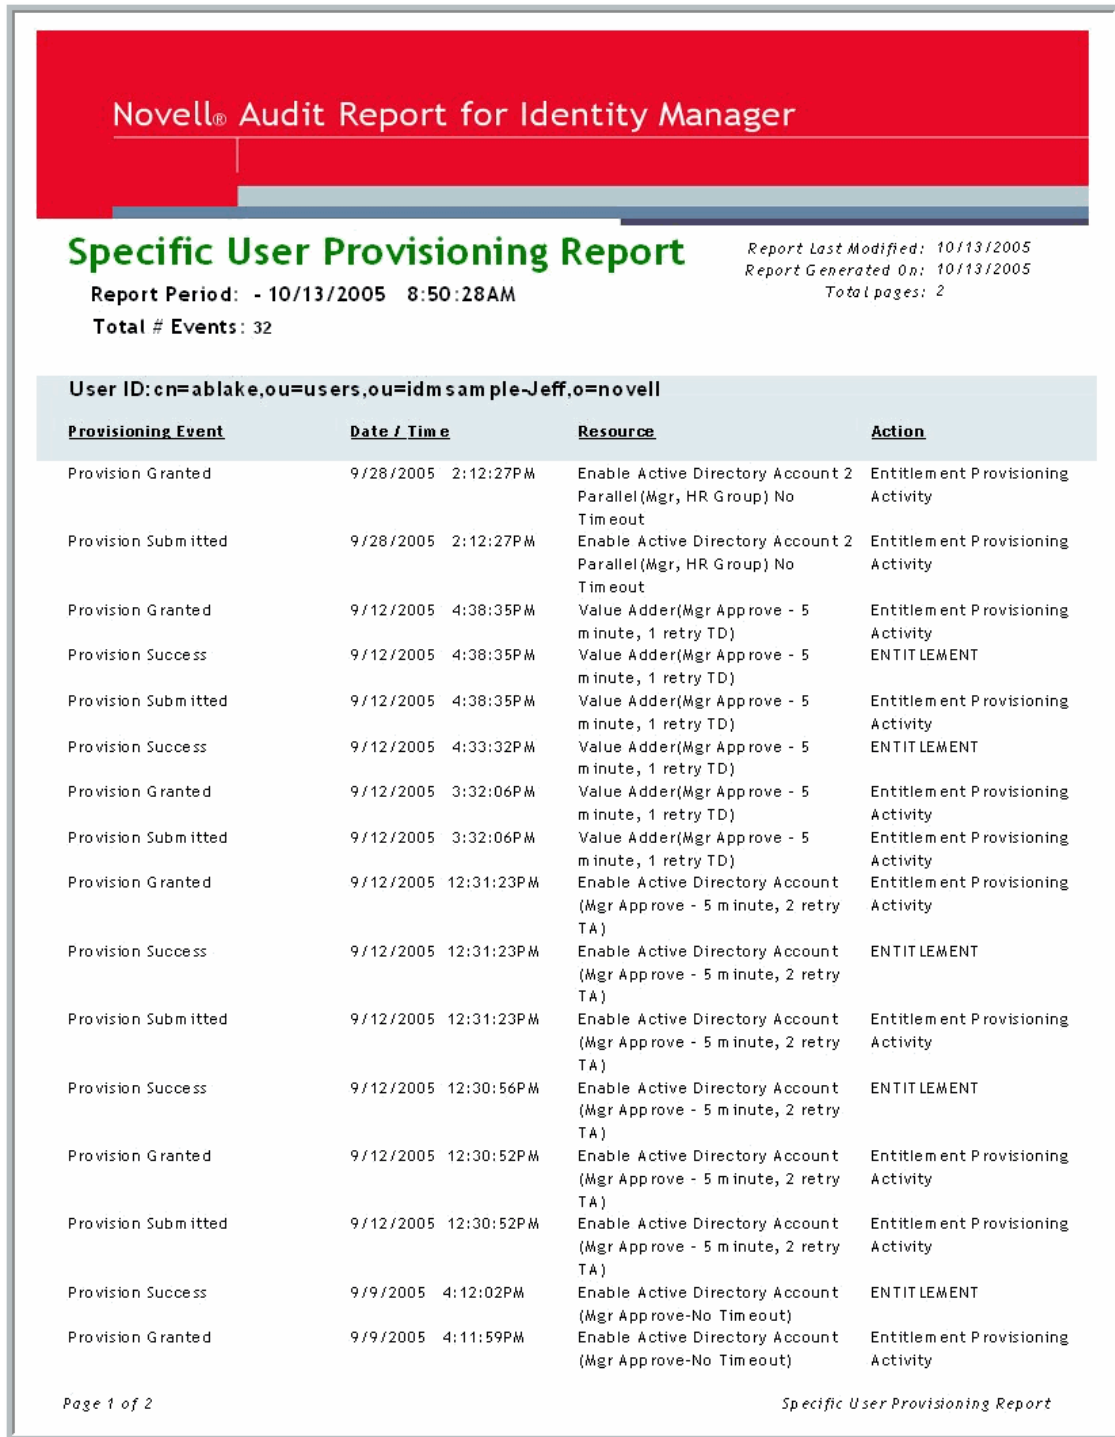 Novell® Audit Report for Identity Manager
Specific User Provisioning Report
Report Last Modified: 10/13/2005
Report Generated On: 10/13/2005
Total pages: 2
Report Period: - 10/13/2005 8:50:28AM
Total # Events: 32
User ID:cn=ablake,ou=users,ou=idmsample-Jeff,o=novell
Provisioning Event Date / Time Resource Action
Provision Granted 9/28/2005 2:12:27PM Enable Active Directory Account 2 Entitlement Provisioning
Parallel(Mgr, HR Group) No Activity
Timeout
Provision Submitted 9/28/2005 2:12:27PM Enable Active Directory Account 2 Entitlement Provisioning
Parallel(Mgr, HR Group) No Activity
Timeout
Provision Granted 9/12/2005 4:38:35PM Value Adder(Mgr Approve - 5 Entitlement Provisioning
minute, 1 retry TD) Activity
Provision Success 9/12/2005 4:38:35PM Value Adder(Mgr Approve - 5 ENTITLEMENT
minute, 1 retry TD)
Provision Submitted 9/12/2005 4:38:35PM Value Adder(Mgr Approve - 5 Entitlement Provisioning
minute, 1 retry TD) Activity
Provision Success 9/12/2005 4:33:32PM Value Adder(Mgr Approve - 5 ENTITLEMENT
minute, 1 retry TD)
Provision Granted 9/12/2005 3:32:06PM Value Adder(Mgr Approve - 5 Entitlement Provisioning
minute, 1 retry TD) Activity
Provision Submitted 9/12/2005 3:32:06PM Value Adder(Mgr Approve - 5 Entitlement Provisioning
minute, 1 retry TD) Activity
Provision Granted 9/12/2005 12:31:23PM Enable Active Directory Account Entitlement Provisioning
(Mgr Approve - 5 minute, 2 retry Activity
TA)
Provision Success 9/12/2005 12:31:23PM Enable Active Directory Account ENTITLEMENT
(Mgr Approve - 5 minute, 2 retry
TA)
Provision Submitted 9/12/2005 12:31:23PM Enable Active Directory Account Entitlement Provisioning
(Mgr Approve - 5 minute, 2 retry Activity
TA)
Provision Success 9/12/2005 12:30:56PM Enable Active Directory Account ENTITLEMENT
(Mgr Approve - 5 minute, 2 retry
TA)
Provision Granted 9/12/2005 12:30:52PM Enable Active Directory Account Entitlement Provisioning
(Mgr Approve - 5 minute, 2 retry Activity
TA)
Provision Submitted 9/12/2005 12:30:52PM Enable Active Directory Account Entitlement Provisioning
(Mgr Approve - 5 minute, 2 retry Activity
TA)
Provision Success 9/9/2005 4:12:02PM Enable Active Directory Account ENTITLEMENT
(Mgr Approve-No Timeout)
Provision Granted 9/9/2005 4:11:59PM Enable Active Directory Account Entitlement Provisioning
(Mgr Approve-No Timeout) Activity
Page 1 of 2 Specific User Provisioning Report